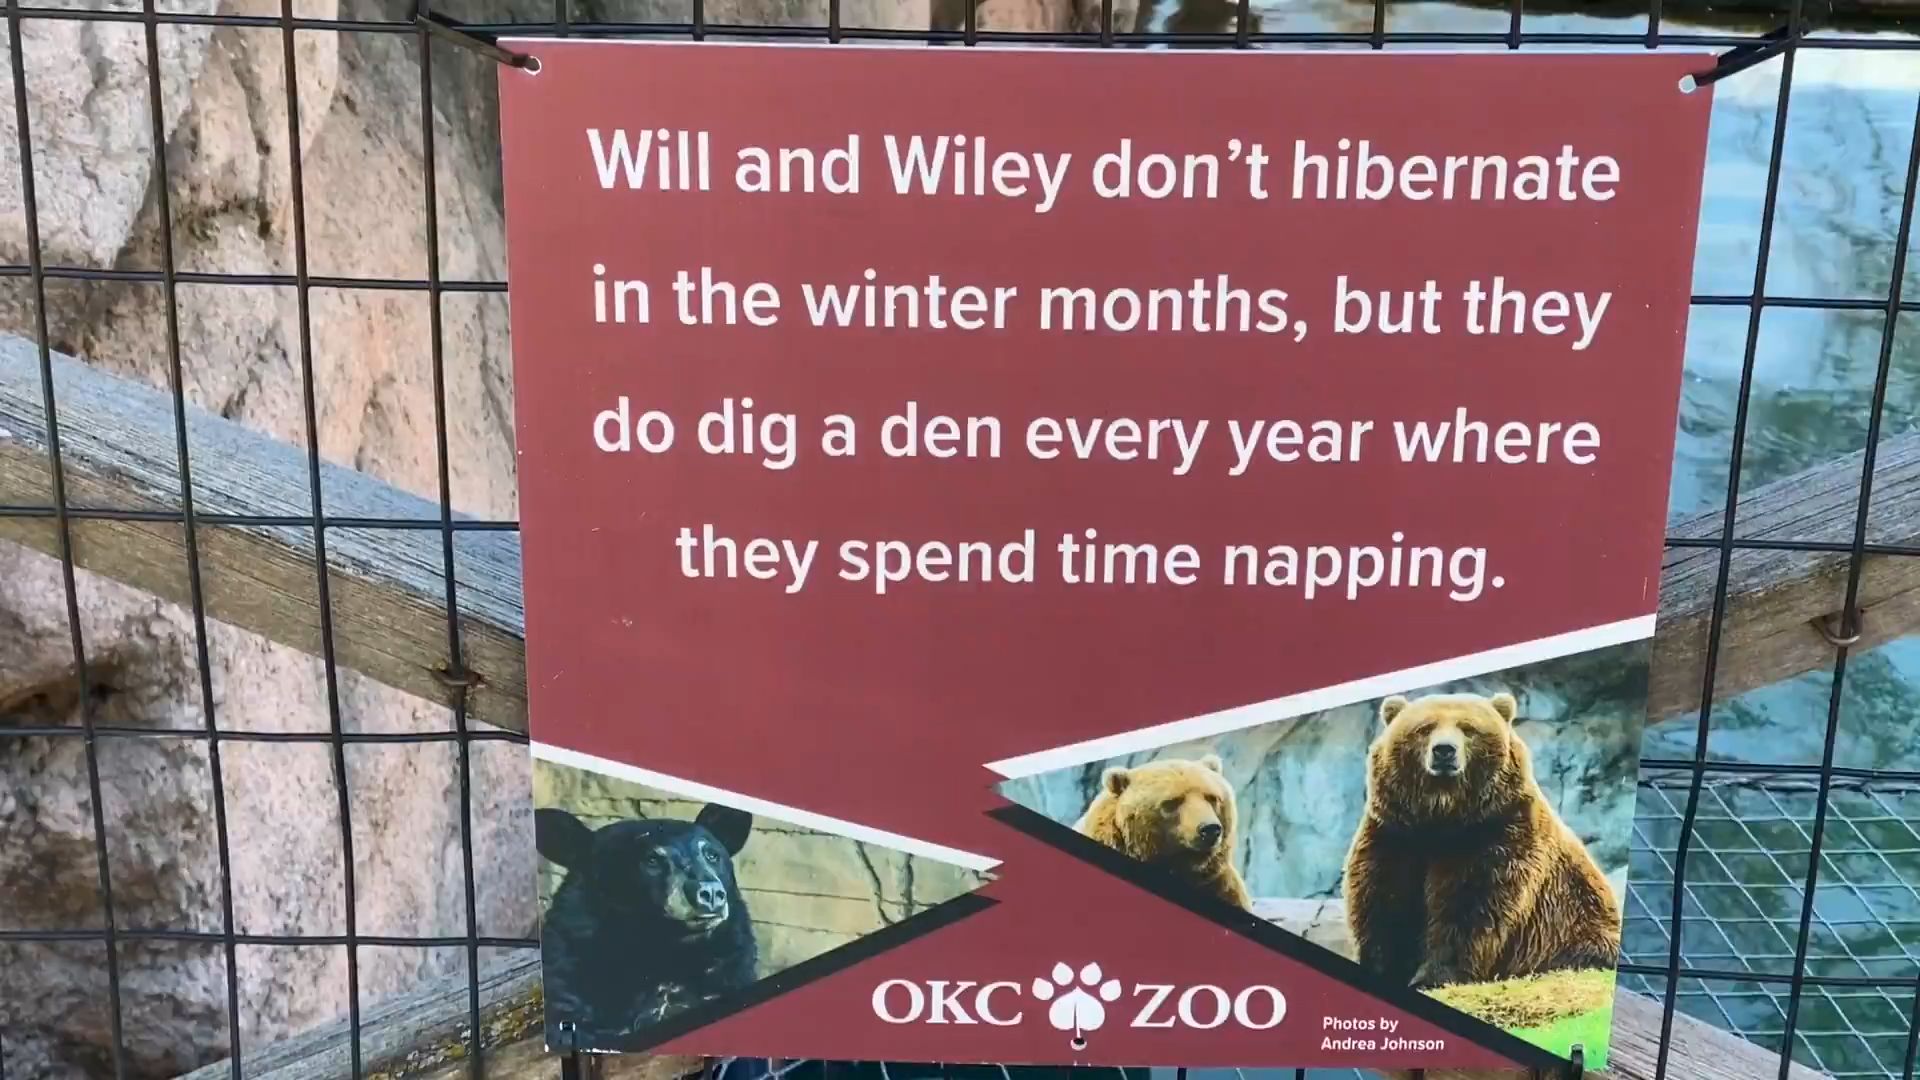 Will and Wiley don’t hibernate
in the winter months, but they
do dig a den every year where
they spend time napping.
OKC ZOO
Photos by
Andrea Johnson